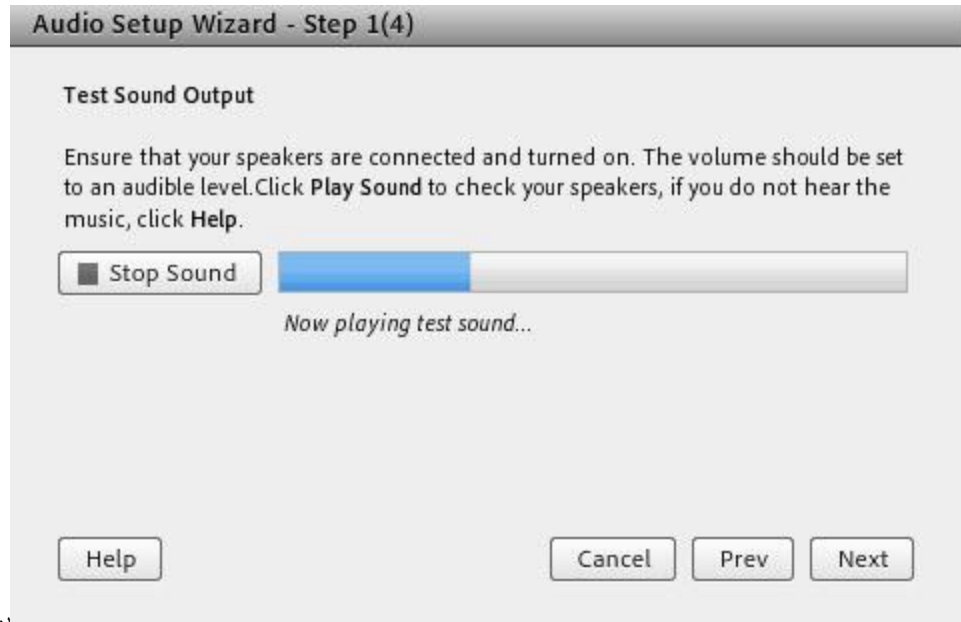 Audio Setup Wizard - Step 1(4)
Test Sound Output
Ensure that your speakers are connected and turned on. The volume should be set
to an audible level.Click Play Sound to check your speakers, if you do not hear the
music, click Help.
Stop Sound
Now playing test sound...
Help
Cancel Prev Next